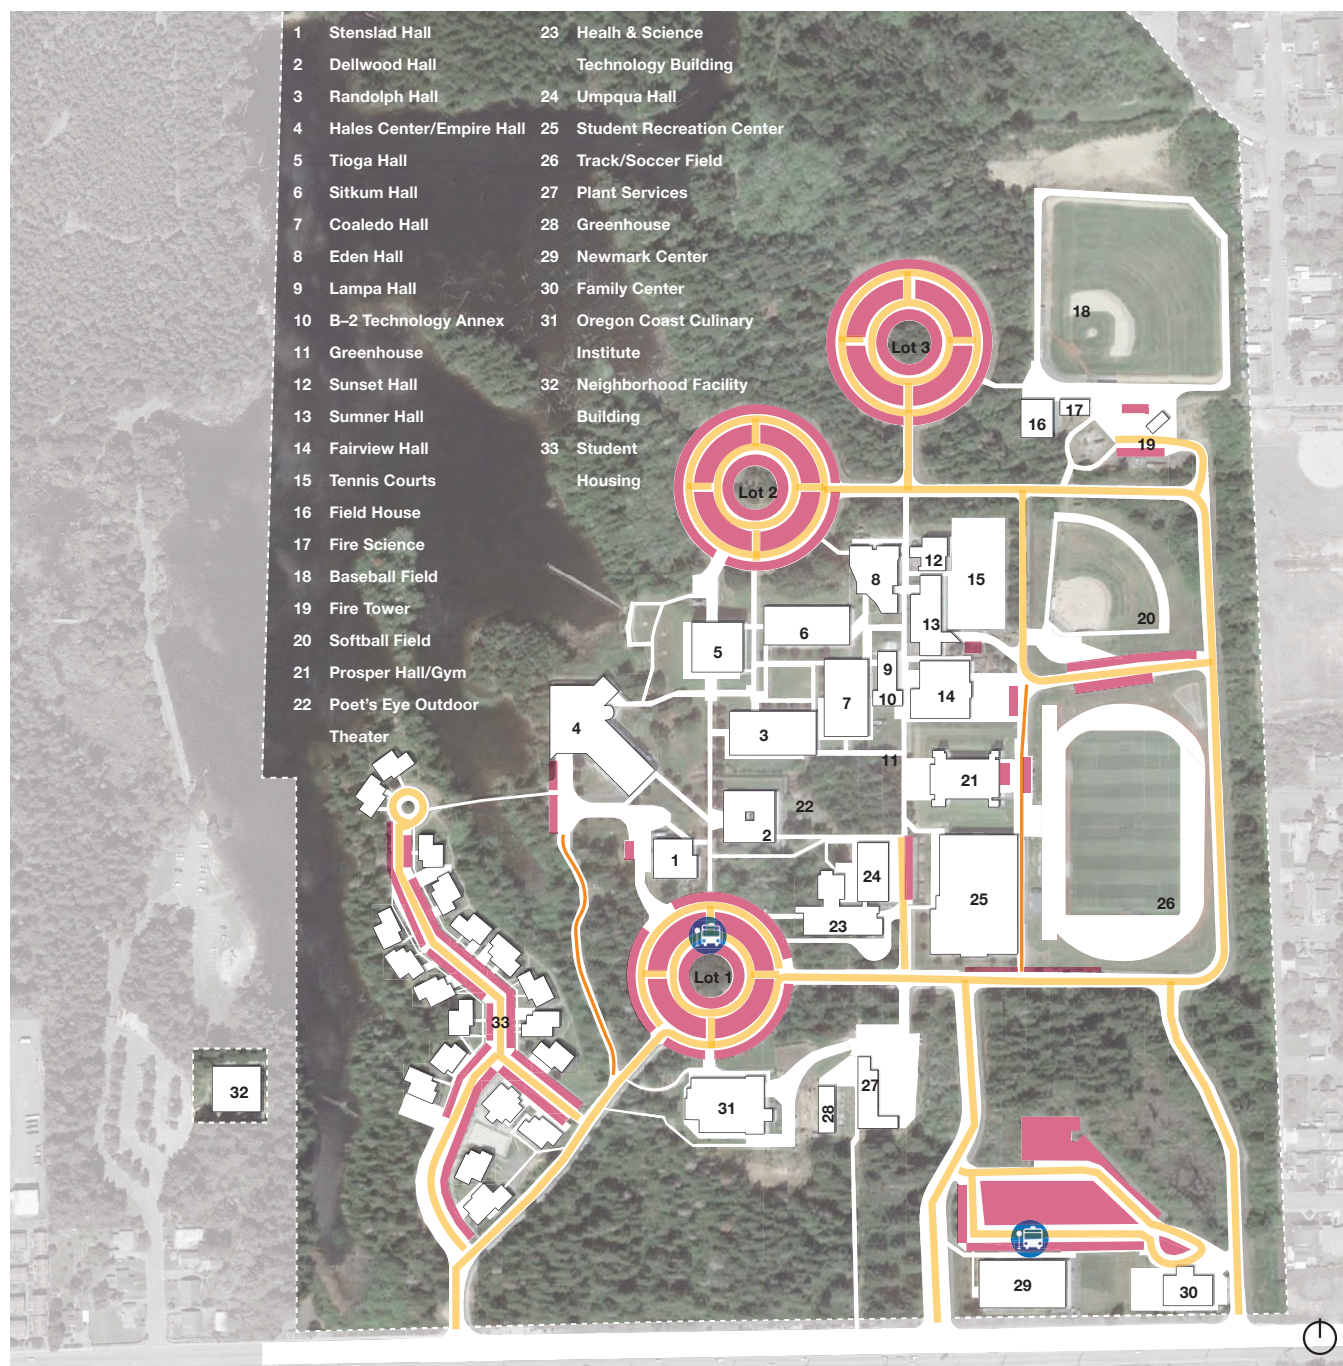 1 Stenslad Hall
2 Dellwood Hall
3 Randolph Hall
4 Hales Center/Empire Hall
5 Tioga Hall
6 Sitkum Hall
7 Coaledo Hall
8 Eden Hall
9 Lampa Hall
10 B–2 Technology Annex
11 Greenhouse
12 Sunset Hall
13 Sumner Hall
14 Fairview Hall
15 Tennis Courts
16 Field House
17 Fire Science
18 Baseball Field
19 Fire Tower
20 Softball Field
21 Prosper Hall/Gym
22 Poet's Eye Outdoor
Theater
23 Healh & Science
Technology Building
24 Umpqua Hall
25 Student Recreation Center
26 Track/Soccer Field
27 Plant Services
28 Greenhouse
29 Newmark Center
30 Family Center
31 Oregon Coast Culinary
Institute
32 Neighborhood Facility
Building
33 Student
Housing
18
Lot 3
17
16
19
Lot 2
12
8
15
20
13
6
5
9
14
10
7
4
3
11
21
22
2
1
24
25
26
23
Lot 1
33
27
32
31
28
29
30